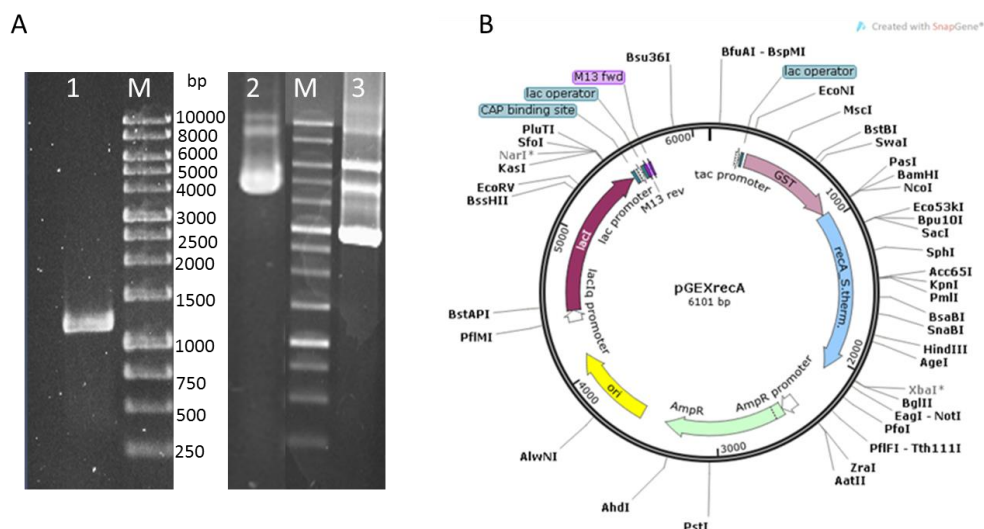 A
B
Created with SnapGene®
1
M
bp
2
M
3
10000
8000
6000
5000
4000
3000
2500
2000
1500
1000
750
500
250
Bsu36I
BfuAI - BspMI
M13 fwd
lac operator
lac operator
CAP binding site
EcoNI
PluTI
MscI
SfoI
BstBI
NarI*
SwaI
KasI
PasI
EcoRV
BamHI
BssHII
NcoI
Eco53kI
Bpu10I
SacI
SphI
Acc65I
KpnI
PmlI
BsaBI
SnaBI
HindIII
AgeI
BstAPI
PflMI
XbaI*
BglII
EagI - NotI
PfoI
PflFI - Tth111I
ZraI
AatII
AlwNI
AhdI
PstI
6000
1000
2000
3000
4000
5000
tac promoter
GST
recA S.therm.
lac promoter
M13 rev
lacI
lacIq promoter
pGEXrecA
6101 bp
AmpR promoter
AmpR
ori